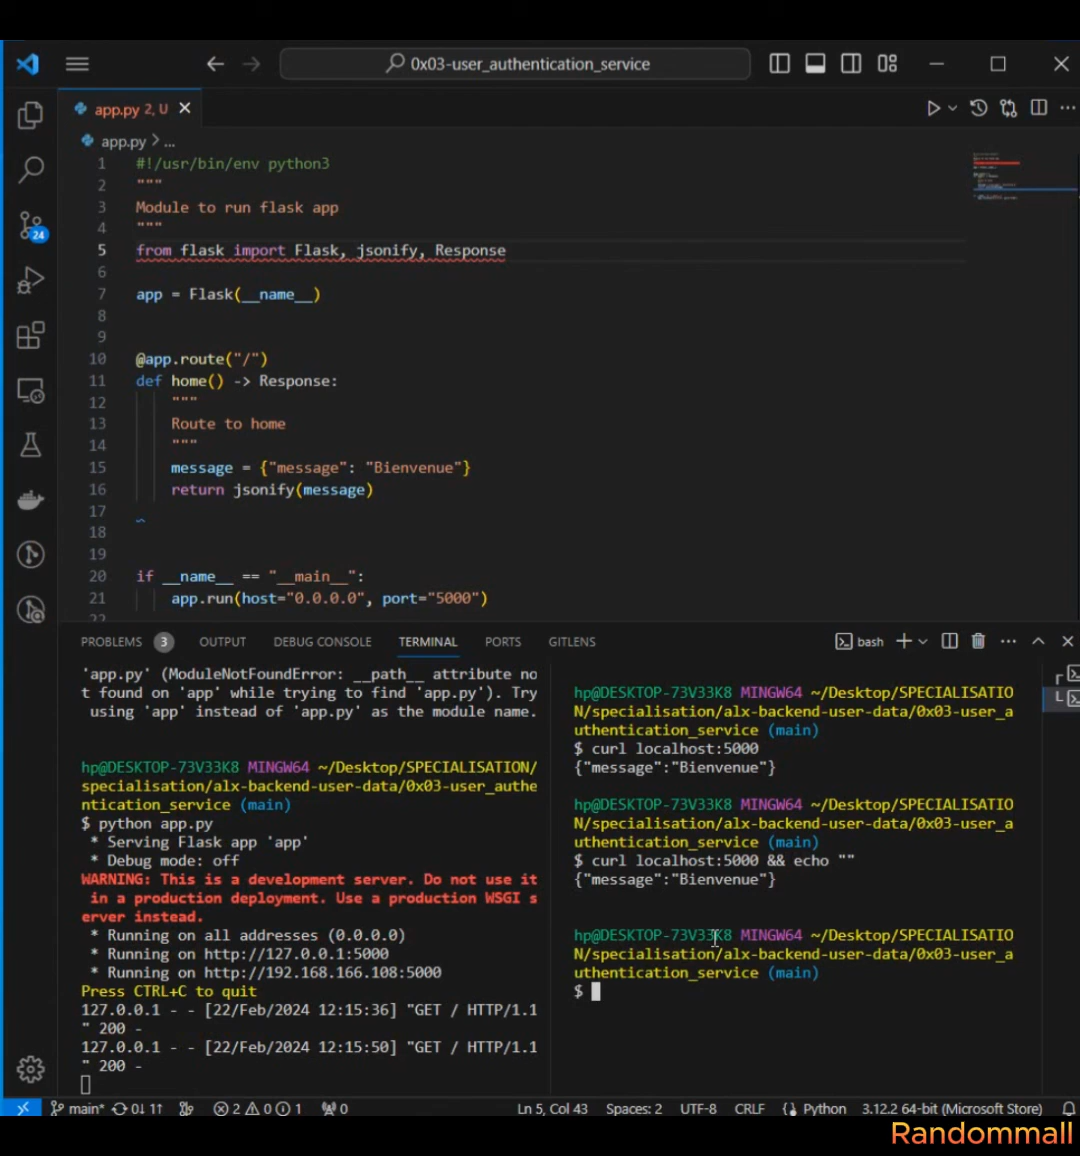 0x03-user_authentication_service
app.py 2, U
app.py > ...
1 #!/usr/bin/env python3
2 """
3 Module to run flask app
4 """
5 from flask import Flask, jsonify, Response
6
7 app = Flask(__name__)
8
9
10 @app.route("/")
11 def home() -> Response:
12 """
13 Route to home
14 """
15 message = {"message": "Bienvenue"}
16 return jsonify(message)
17
18
19
20 if __name__ == "__main__":
21 app.run(host="0.0.0.0", port="5000")
22
24
PROBLEMS 3 OUTPUT DEBUG CONSOLE TERMINAL PORTS GITLENS
bash
'app.py' (ModuleNotFoundError: __path__ attribute no
t found on 'app' while trying to find 'app.py'). Try
using 'app' instead of 'app.py' as the module name.
hp@DESKTOP-73V33K8 MINGW64 ~/Desktop/SPECIALISATION/
specialisation/alx-backend-user-data/0x03-user_authe
ntication_service (main)
$ python app.py
* Serving Flask app 'app'
* Debug mode: off
WARNING: This is a development server. Do not use it
in a production deployment. Use a production WSGI s
erver instead.
* Running on all addresses (0.0.0.0)
* Running on http://127.0.0.1:5000
* Running on http://192.168.166.108:5000
Press CTRL+C to quit
127.0.0.1 - - [22/Feb/2024 12:15:36] "GET / HTTP/1.1
" 200 -
127.0.0.1 - - [22/Feb/2024 12:15:50] "GET / HTTP/1.1
" 200 -
hp@DESKTOP-73V33K8 MINGW64 ~/Desktop/SPECIALISATIO
N/specialisation/alx-backend-user-data/0x03-user_a
uthentication_service (main)
$ curl localhost:5000
{"message":"Bienvenue"}
hp@DESKTOP-73V33K8 MINGW64 ~/Desktop/SPECIALISATIO
N/specialisation/alx-backend-user-data/0x03-user_a
uthentication_service (main)
$ curl localhost:5000 && echo ""
{"message":"Bienvenue"}
hp@DESKTOP-73V33K8 MINGW64 ~/Desktop/SPECIALISATIO
N/specialisation/alx-backend-user-data/0x03-user_a
uthentication_service (main)
$
main* 0↓ 1↑ 2 0 1 0 Ln 5, Col 43 Spaces: 2 UTF-8 CRLF Python 3.12.2 64-bit (Microsoft Store)
Randommall